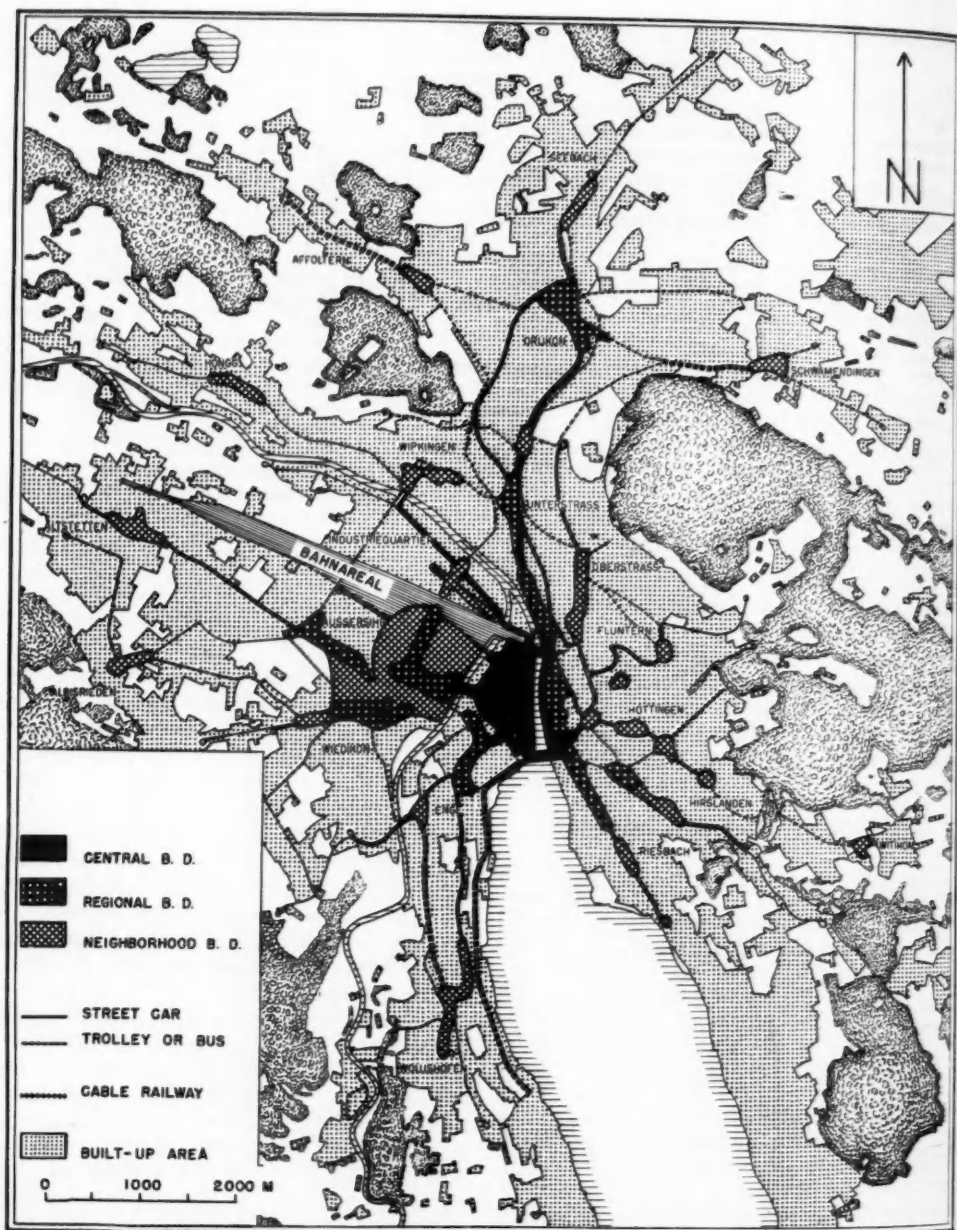 N
SEEBACH
AFFOLTERN
ORLIKON
SCHWAMENDINGEN
WIPKINGEN
UNTERSTRASS
ALTSTETTEN
INDUSTRIEQUARTIER
BAHNAREAL
OBERSTRASS
AUSSERSIHL
FLUNTERN
HOTTINGEN
WIEDIKON
HIRSLANDEN
ENGE
WITIKON
RIESBACH
WOLLISHOFEN
CENTRAL B. D.
REGIONAL B. D.
NEIGHBORHOOD B. D.
STREET CAR
TROLLEY OR BUS
CABLE RAILWAY
BUILT-UP AREA
0 1000 2000 M